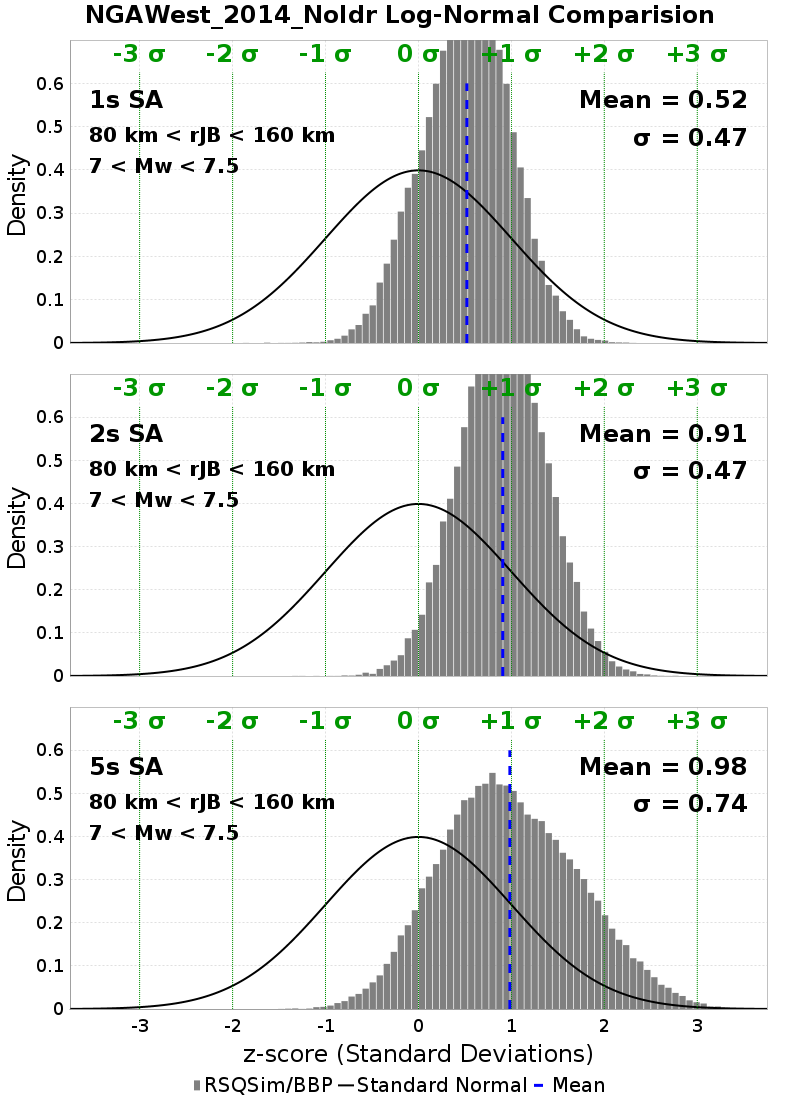 NGAWest_2014_NoIdr Log-Normal Comparision
-3 σ -2 σ -1 σ 0 σ +1 σ +2 σ +3 σ
1s SA
Mean = 0.52
80 km < rJB < 160 km
σ = 0.47
7 < Mw < 7.5
0.6
0.5
0.4
0.3
0.2
0.1
0
Density
-3 σ -2 σ -1 σ 0 σ +1 σ +2 σ +3 σ
2s SA
Mean = 0.91
80 km < rJB < 160 km
σ = 0.47
7 < Mw < 7.5
0.6
0.5
0.4
0.3
0.2
0.1
0
Density
-3 σ -2 σ -1 σ 0 σ +1 σ +2 σ +3 σ
5s SA
Mean = 0.98
80 km < rJB < 160 km
σ = 0.74
7 < Mw < 7.5
0.6
0.5
0.4
0.3
0.2
0.1
0
Density
-3 -2 -1 0 1 2 3
z-score (Standard Deviations)
RSQSim/BBP Standard Normal Mean